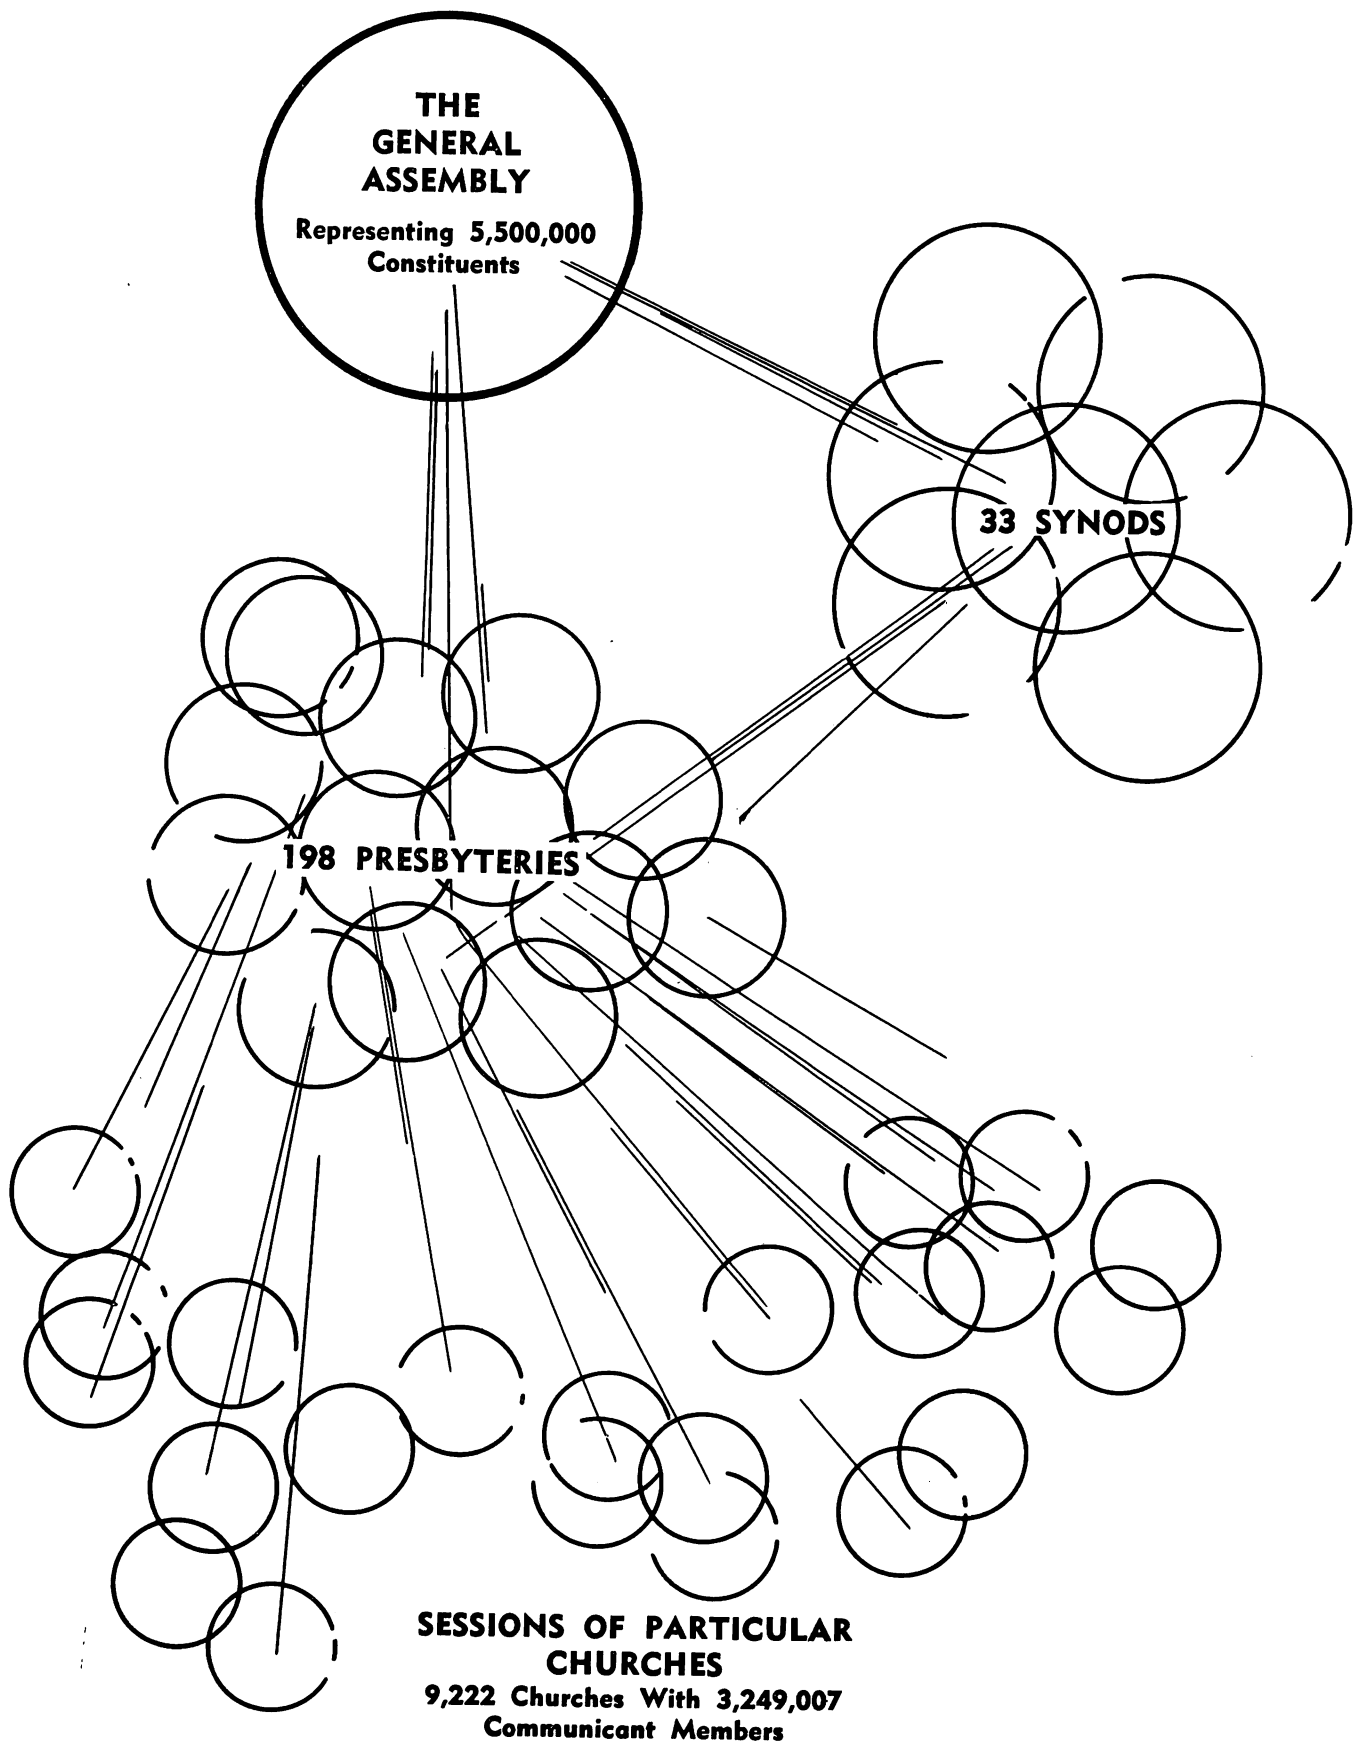 THE
GENERAL
ASSEMBLY
Representing 5,500,000
Constituents
33 SYNODS
198 PRESBYTERIES
SESSIONS OF PARTICULAR
CHURCHES
9,222 Churches With 3,249,007
Communicant Members